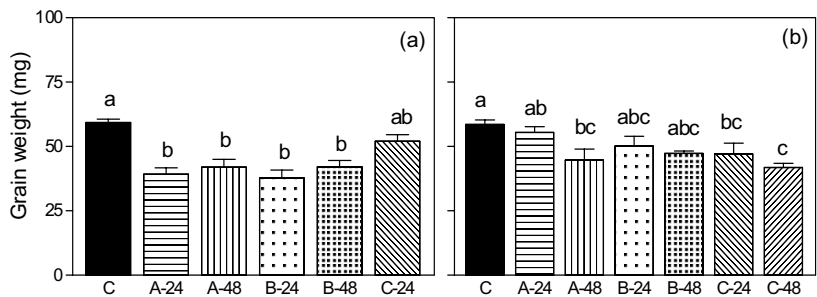 100
75
50
25
0
Grain weight (mg)
(a)
a
b
b
b
b
ab
C
A-24
A-48
B-24
B-48
C-24
(b)
a
ab
bc
abc
abc
bc
c
C
A-24
A-48
B-24
B-48
C-24
C-48